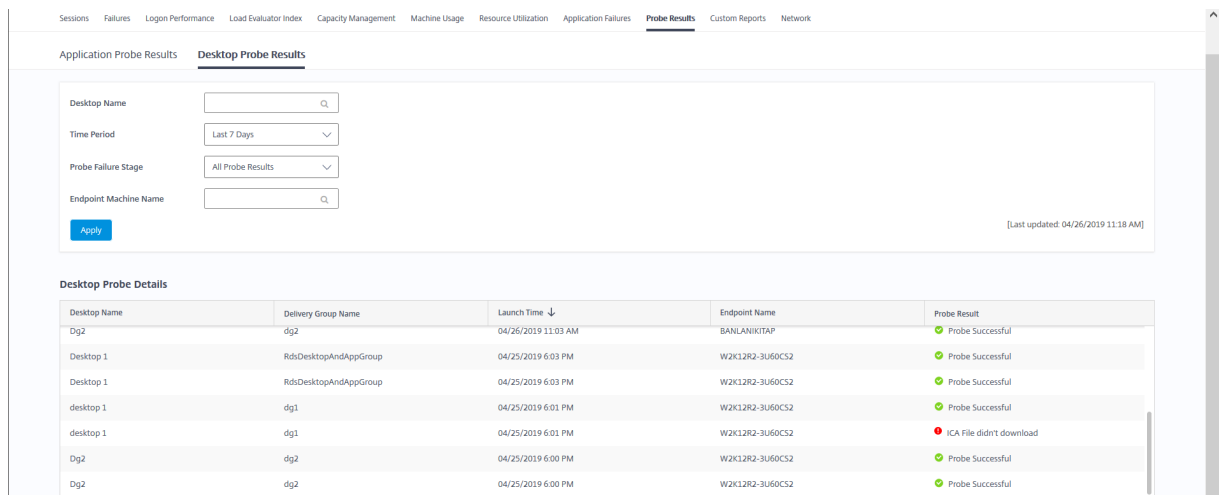 Sessions Failures Logon Performance Load Evaluator Index Capacity Management Machine Usage Resource Utilization Application Failures Probe Results Custom Reports Network
Application Probe Results Desktop Probe Results
Desktop Name
Time Period Last 7 Days
Probe Failure Stage All Probe Results
Endpoint Machine Name
Apply [Last updated: 04/26/2019 11:18 AM]
Desktop Probe Details
Desktop Name Delivery Group Name Launch Time ↓ Endpoint Name Probe Result
Dg2 dg2 04/26/2019 11:03 AM BANLANIKITAP Probe Successful
Desktop 1 RdsDesktopAndAppGroup 04/25/2019 6:03 PM W2K12R2-3U60CS2 Probe Successful
Desktop 1 RdsDesktopAndAppGroup 04/25/2019 6:03 PM W2K12R2-3U60CS2 Probe Successful
desktop 1 dg1 04/25/2019 6:01 PM W2K12R2-3U60CS2 Probe Successful
desktop 1 dg1 04/25/2019 6:01 PM W2K12R2-3U60CS2 ICA File didn't download
Dg2 dg2 04/25/2019 6:00 PM W2K12R2-3U60CS2 Probe Successful
Dg2 dg2 04/25/2019 6:00 PM W2K12R2-3U60CS2 Probe Successful